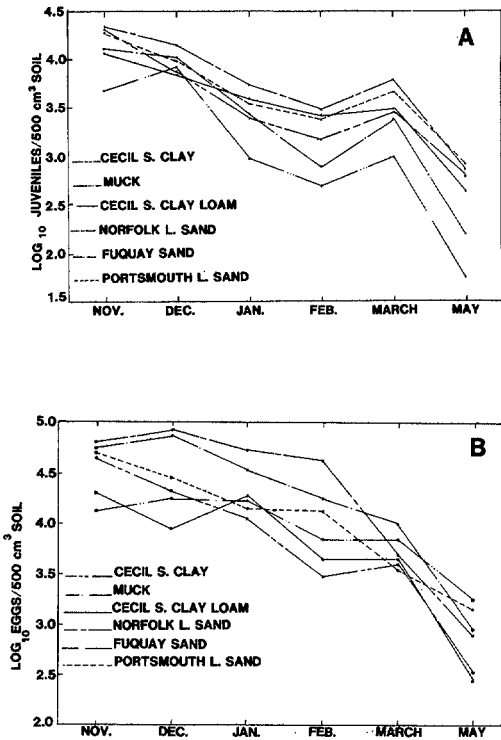 A
4.5
4.0
3.5
3.0
2.5
2.0
1.5
LOG 10 JUVENILES/500 cm3 SOIL
CECIL S. CLAY
MUCK
CECIL S. CLAY LOAM
NORFOLK L. SAND
FUQUAY SAND
PORTSMOUTH L. SAND
NOV. DEC. JAN. FEB. MARCH MAY
B
5.0
4.5
4.0
3.5
3.0
2.5
2.0
LOG10 EGGS/500 cm3 SOIL
CECIL S. CLAY
MUCK
CECIL S. CLAY LOAM
NORFOLK L. SAND
FUQUAY SAND
PORTSMOUTH L. SAND
NOV. DEC. JAN. FEB. MARCH MAY